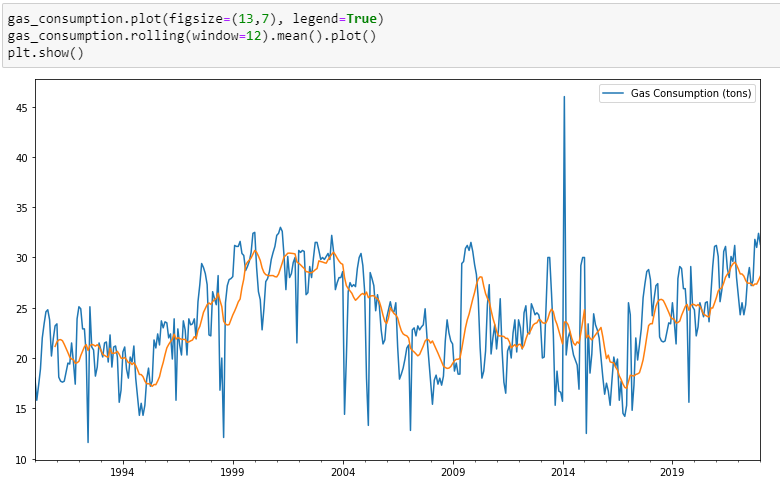 gas_consumption.plot(figsize=(13,7), legend=True)
gas_consumption.rolling(window=12).mean().plot()
plt.show()
Gas Consumption (tons)
45
40
35
30
25
20
15
10
1994 1999 2004 2009 2014 2019